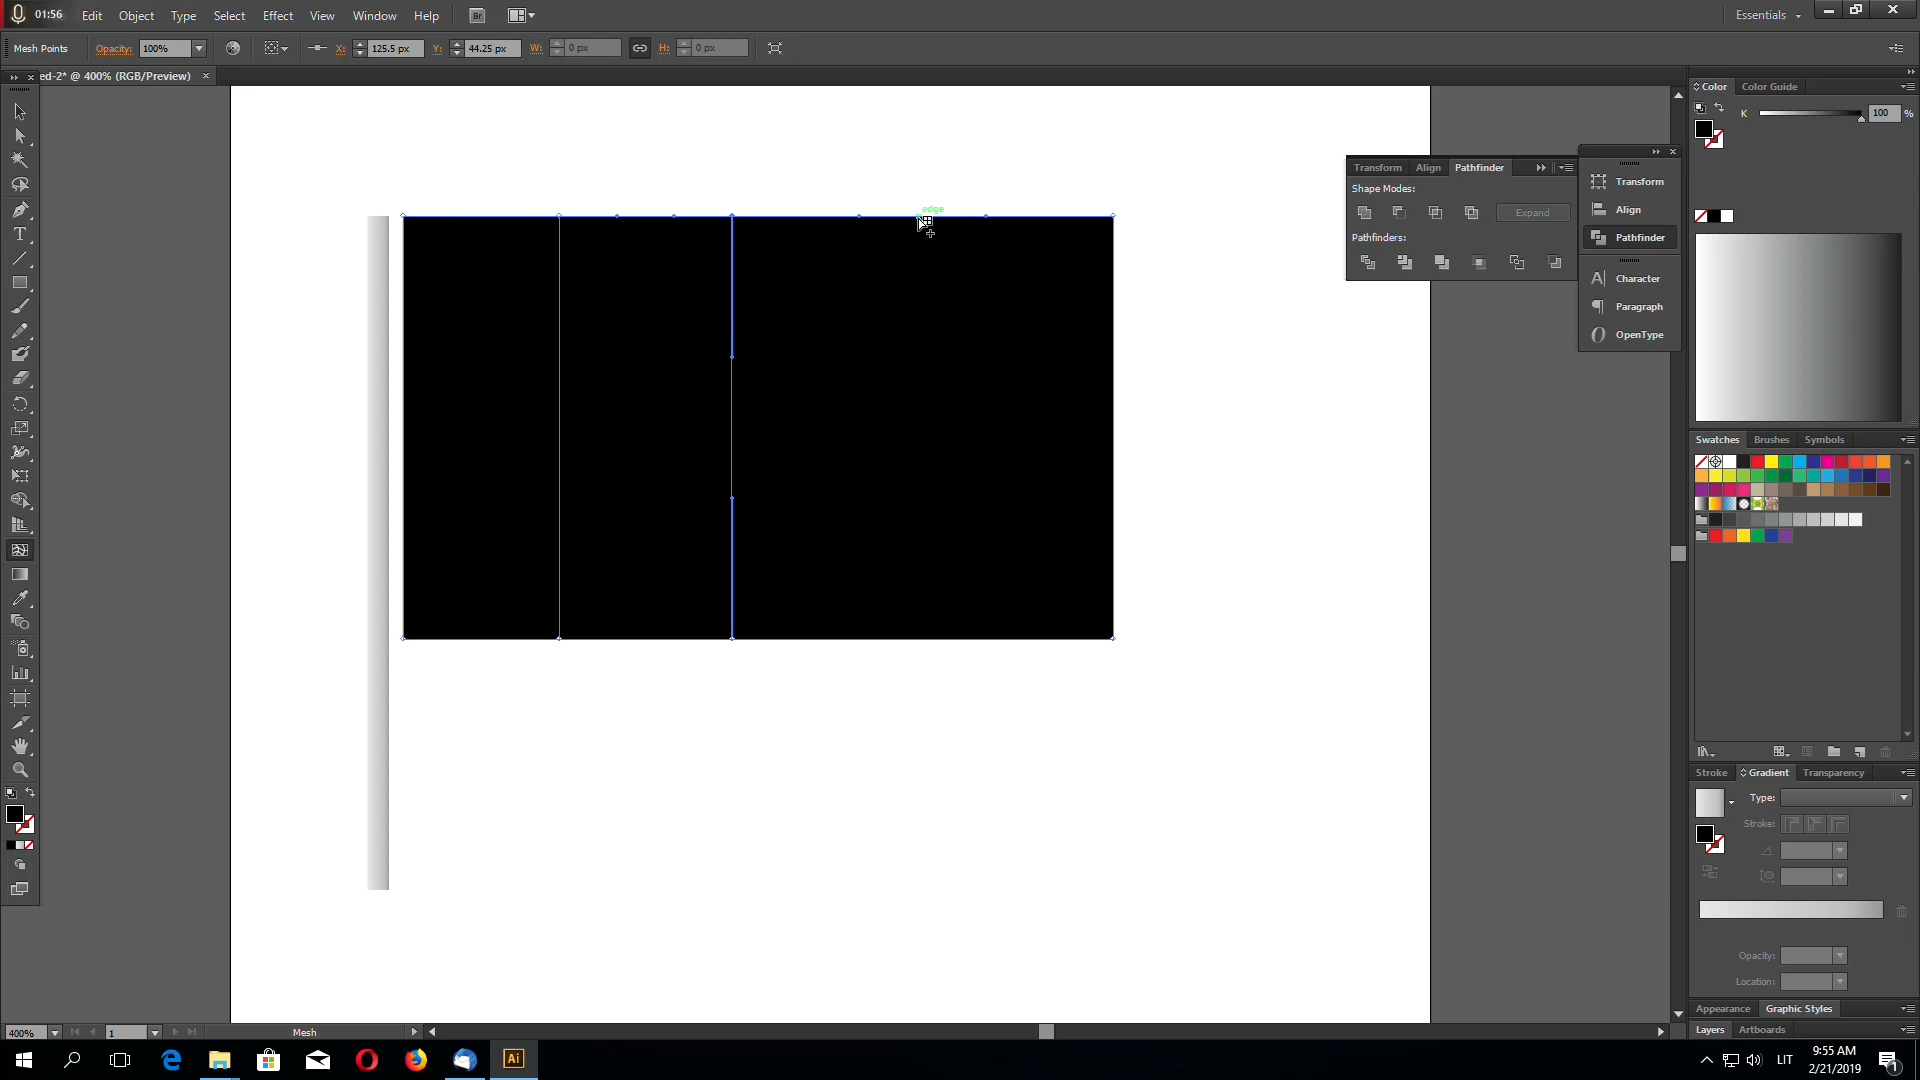 01:56 Edit Object Type Select Effect View Window Help Br Essentials
Mesh Points Opacity: 100% X: 125.5 px Y: 44.25 px W: 0 px H: 0 px
ed-2* @ 400% (RGB/Preview)
Color Color Guide
K 100 %
edge
Transform Align Pathfinder
Shape Modes:
Expand
Pathfinders:
Transform
Align
Pathfinder
Character
Paragraph
OpenType
Swatches Brushes Symbols
Stroke Gradient Transparency
Type:
Stroke:
Opacity:
Location:
Appearance Graphic Styles
Layers Artboards
400% 1 Mesh
Ai LIT 9:55 AM
2/21/2019 1